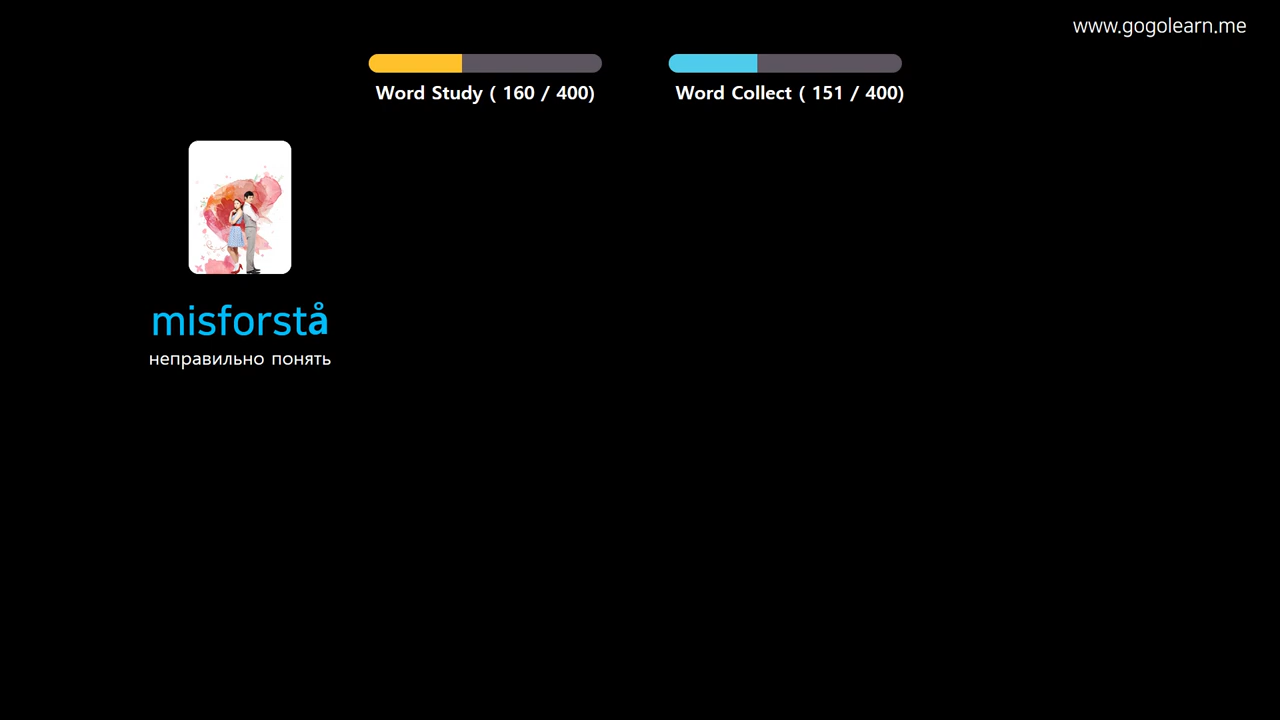 www.gogolearn.me
Word Study ( 160 / 400)
Word Collect ( 151 / 400)
misforstå
неправильно понять